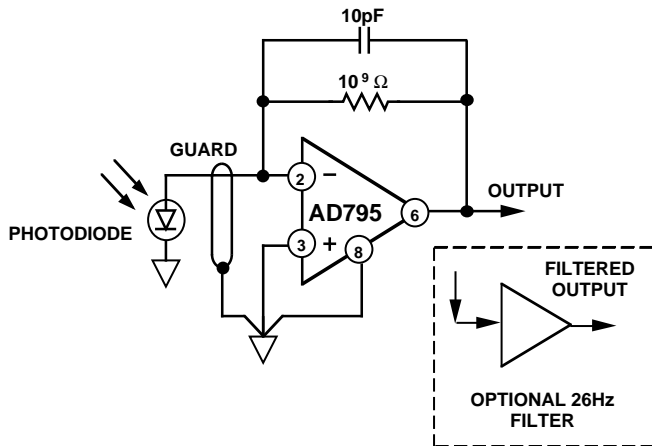 10pF
10⁹ Ω
GUARD
PHOTODIODE
2
−
AD795
3
+
8
6
OUTPUT
FILTERED
OUTPUT
OPTIONAL 26Hz
FILTER